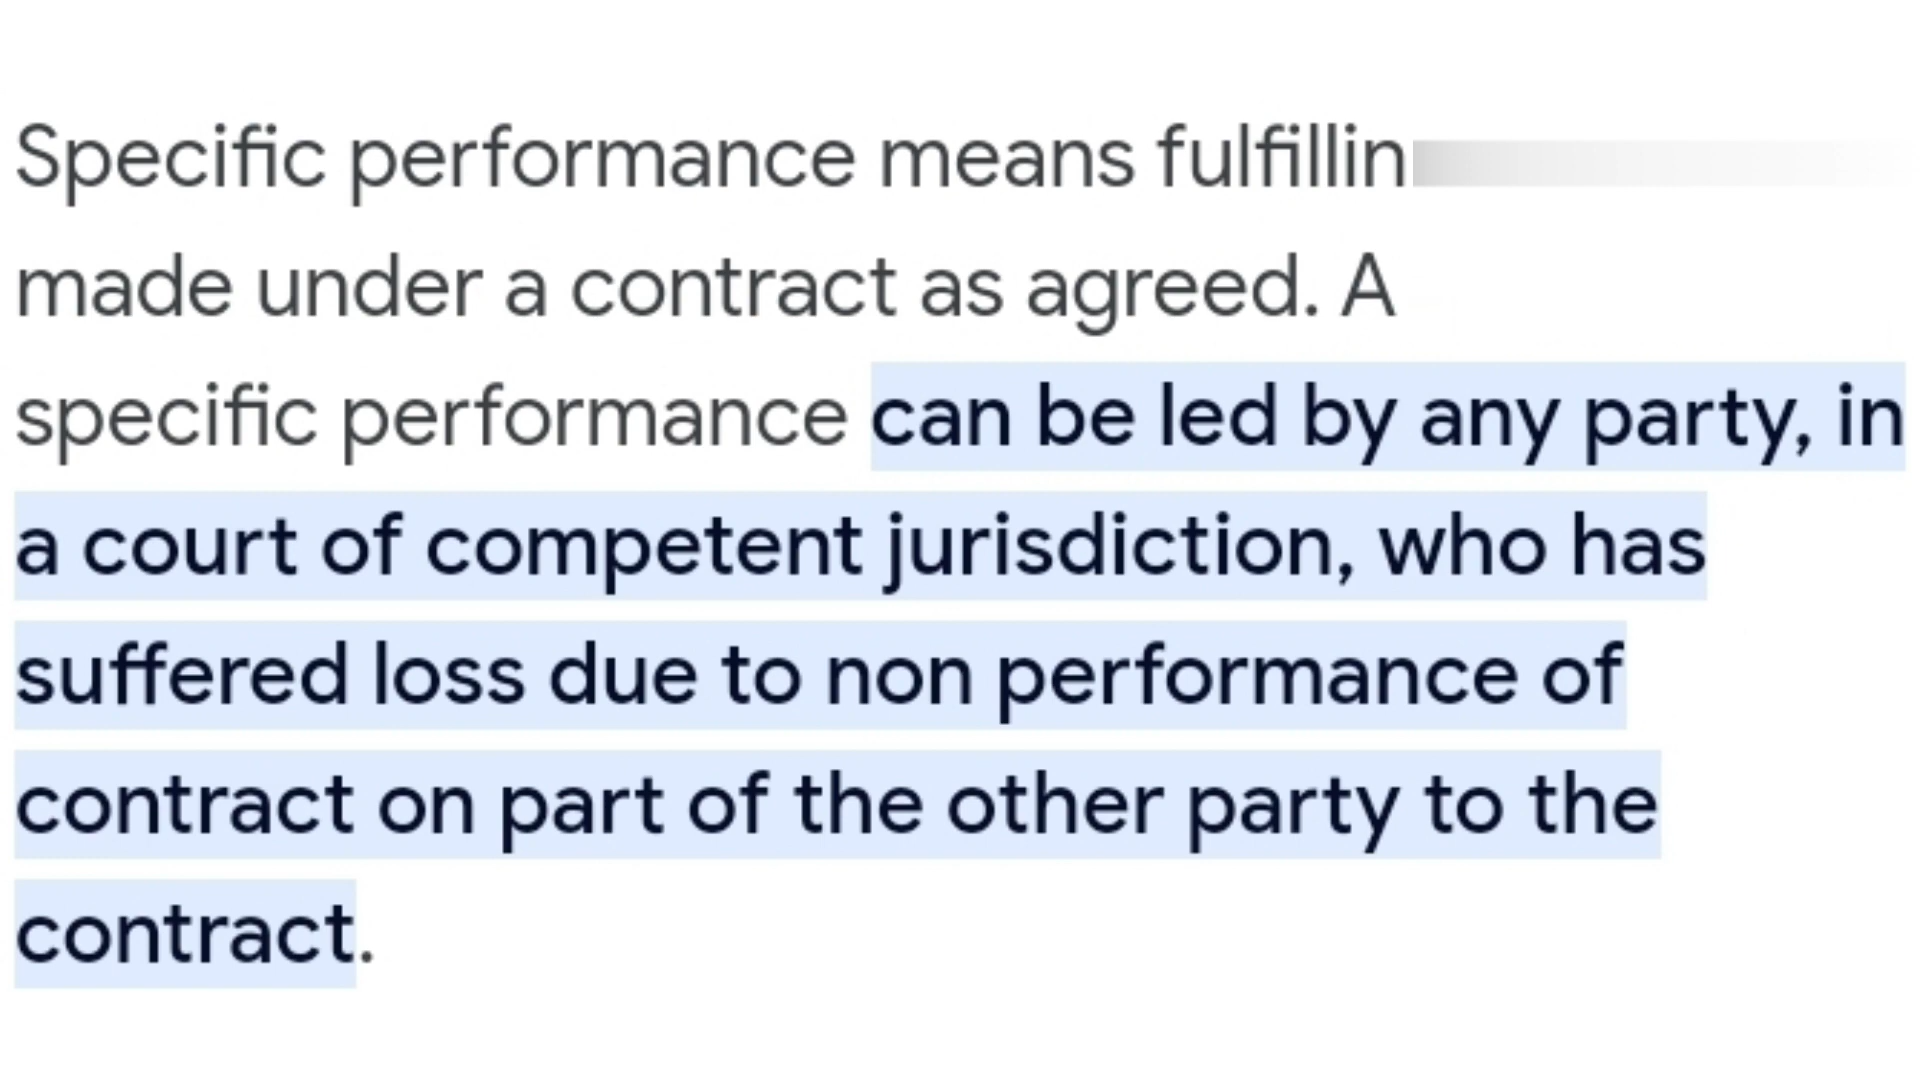 Specific performance means fulfillin
made under a contract as agreed. A
specific performance can be led by any party, in
a court of competent jurisdiction, who has
suffered loss due to non performance of
contract on part of the other party to the
contract.